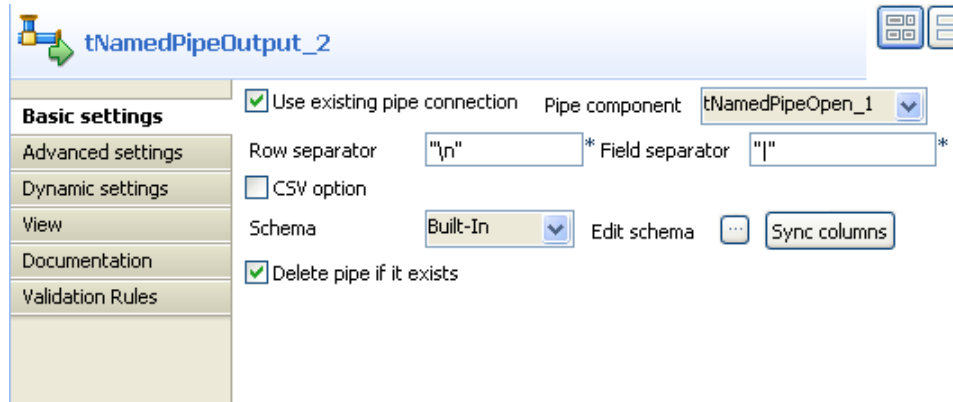 tNamedPipeOutput_2
Basic settings
Advanced settings
Dynamic settings
View
Documentation
Validation Rules
Use existing pipe connection Pipe component tNamedPipeOpen_1
Row separator "\n" * Field separator "|" *
CSV option
Schema Built-In Edit schema ... Sync columns
Delete pipe if it exists